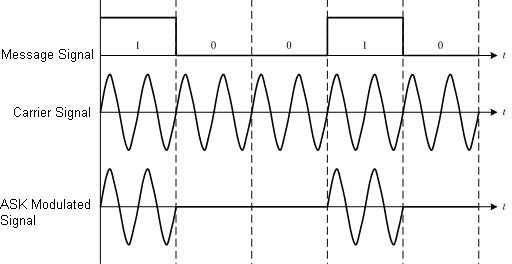 1 0 0 1 0
Message Signal t
Carrier Signal t
ASK Modulated
Signal t